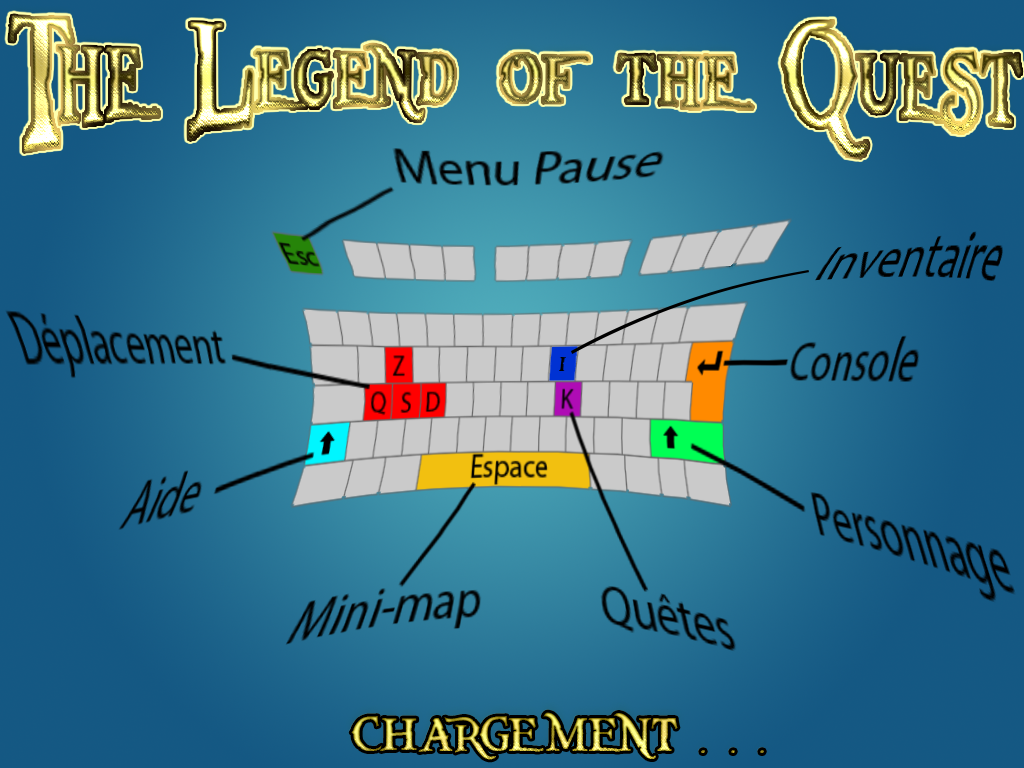 The Legend of the Quest
Menu Pause
Esc
Inventaire
Déplacement
Z
I
Console
Q S D
K
Espace
Aide
Personnage
Mini-map
Quêtes
CHARGEMENT . . .